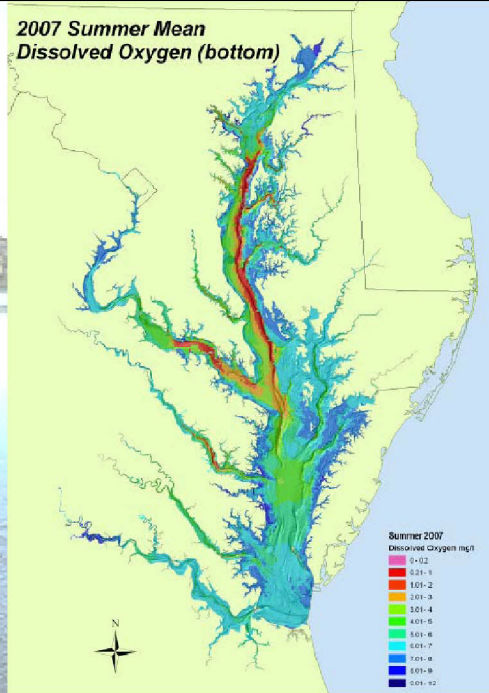 2007 Summer Mean
Dissolved Oxygen (bottom)
N
Summer 2007
Dissolved Oxygen mg/l
0 - 0.2
0.21 - 1
1.01 - 2
2.01 - 3
3.01 - 4
4.01 - 5
5.01 - 6
6.01 - 7
7.01 - 8
8.01 - 9
9.01 - 12